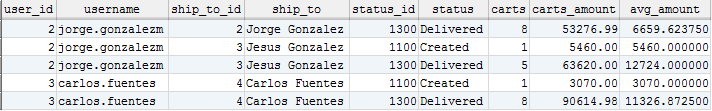 user_id username ship_to_id ship_to status_id status carts carts_amount avg_amount
2 jorge.gonzalezm 2 Jorge Gonzalez 1300 Delivered 8 53276.99 6659.623750
2 jorge.gonzalezm 3 Jesus Gonzalez 1100 Created 1 5460.00 5460.000000
2 jorge.gonzalezm 3 Jesus Gonzalez 1300 Delivered 5 63620.00 12724.000000
3 carlos.fuentes 4 Carlos Fuentes 1100 Created 1 3070.00 3070.000000
3 carlos.fuentes 4 Carlos Fuentes 1300 Delivered 8 90614.98 11326.872500